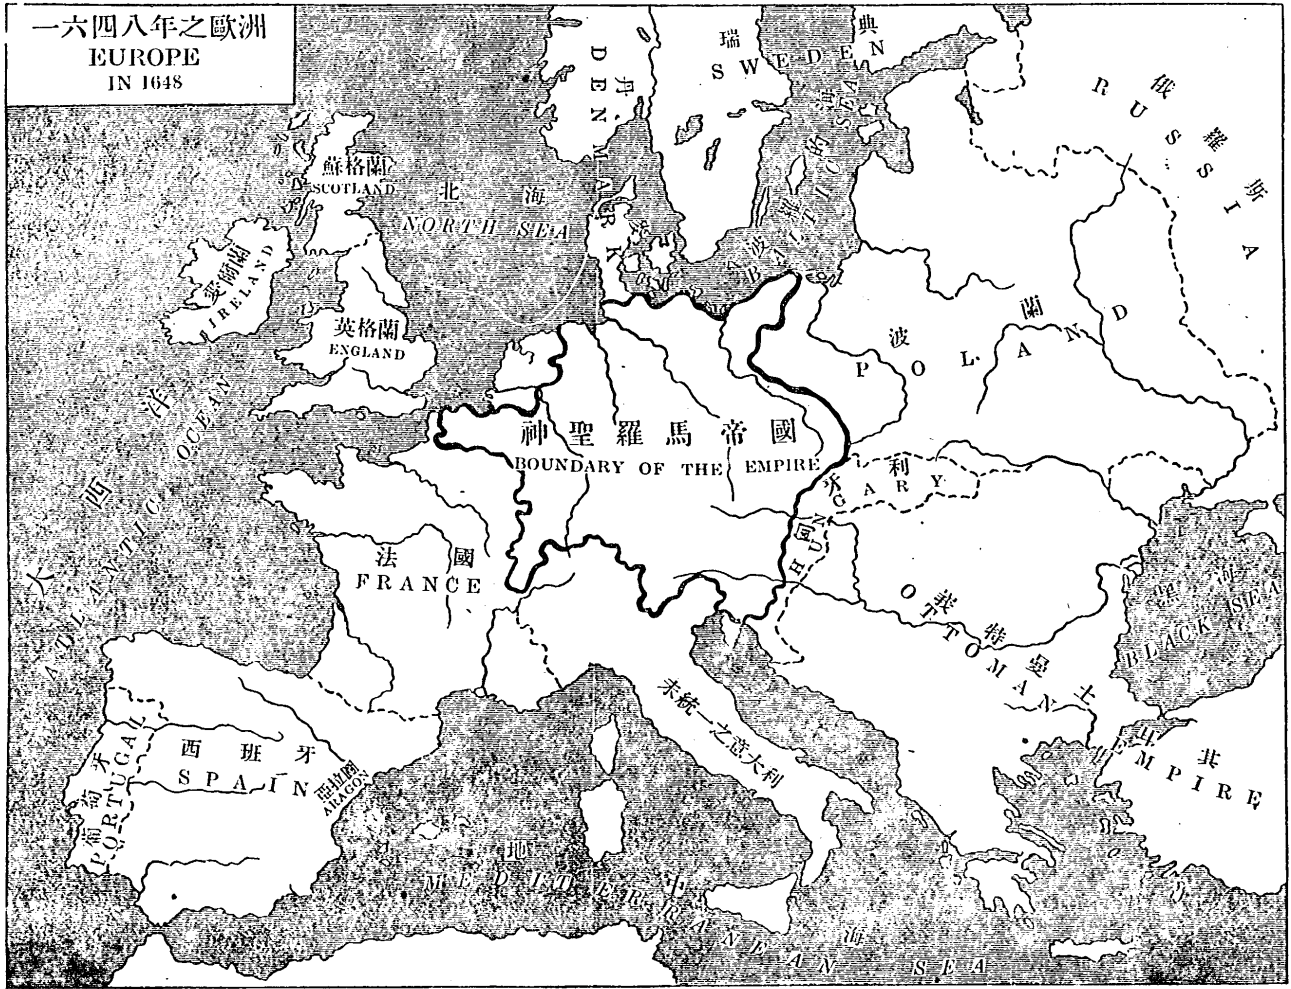 一六四八年之歐洲
EUROPE
IN 1648
丹
DENMARK
瑞典
SWEDEN
俄羅斯
RUSSIA
蘇格蘭
SCOTLAND
北海
NORTH SEA
波羅的海
BALTIC SEA
愛爾蘭
IRELAND
英格蘭
ENGLAND
波蘭
POLAND
大西洋
ATLANTIC OCEAN
神聖羅馬帝國
BOUNDARY OF THE EMPIRE
匈牙利
HUNGARY
法國
FRANCE
OTTOMAN EMPIRE
特曼土
黑海
BLACK SEA
未統一之意大利
西班牙
SPAIN
葡萄牙
PORTUGAL
亞拉岡
ARAGON
地中海
MEDITERRANEAN SEA